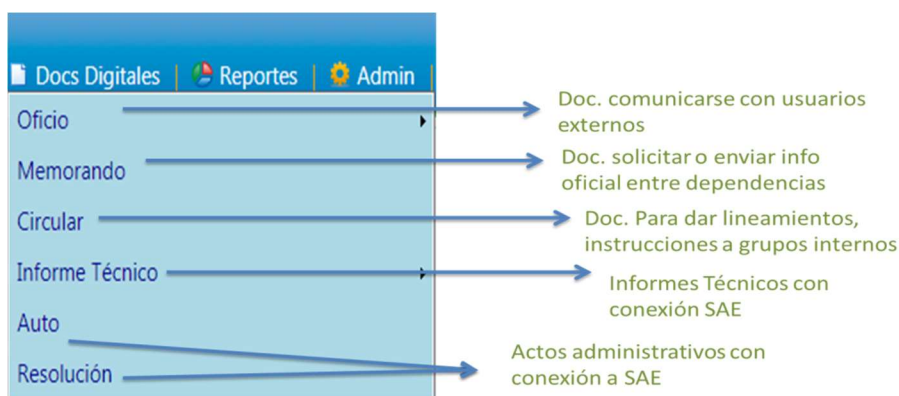 Docs Digitales | Reportes | Admin
Oficio
Memorando
Circular
Informe Técnico
Auto
Resolución
Doc. comunicarse con usuarios
externos
Doc. solicitar o enviar info
oficial entre dependencias
Doc. Para dar lineamientos,
instrucciones a grupos internos
Informes Técnicos con
conexión SAE
Actos administrativos con
conexión a SAE